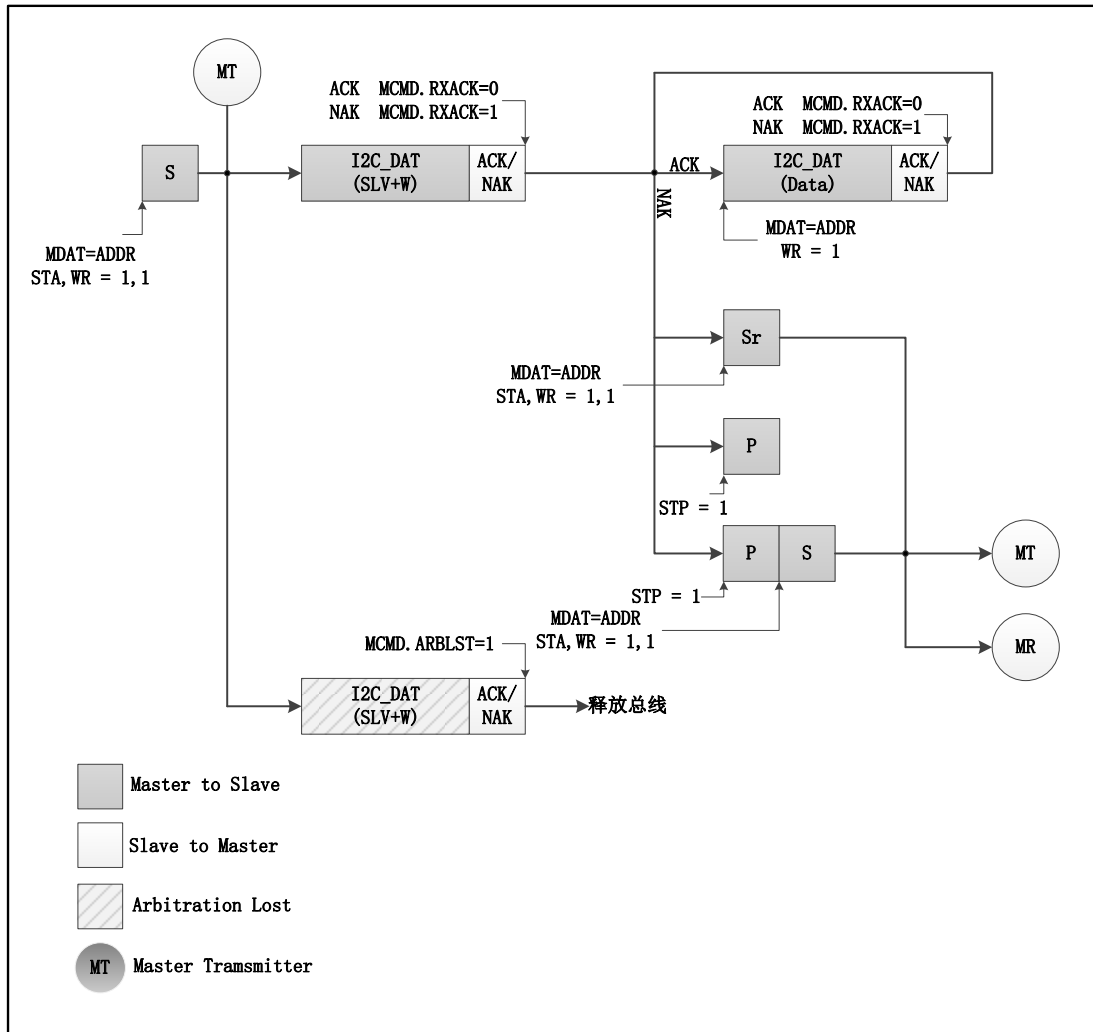 MT
ACK MCMD.RXACK=0
NAK MCMD.RXACK=1
ACK MCMD.RXACK=0
NAK MCMD.RXACK=1
S
I2C_DAT
(SLV+W)
ACK/
NAK
ACK
NAK
I2C_DAT
(Data)
ACK/
NAK
MDAT=ADDR
STA,WR = 1,1
MDAT=ADDR
WR = 1
Sr
MDAT=ADDR
STA,WR = 1,1
P
STP = 1
P
S
MT
STP = 1
MDAT=ADDR
STA,WR = 1,1
MR
MCMD.ARBLST=1
I2C_DAT
(SLV+W)
ACK/
NAK
释放总线
Master to Slave
Slave to Master
Arbitration Lost
MT
Master Tramsmitter